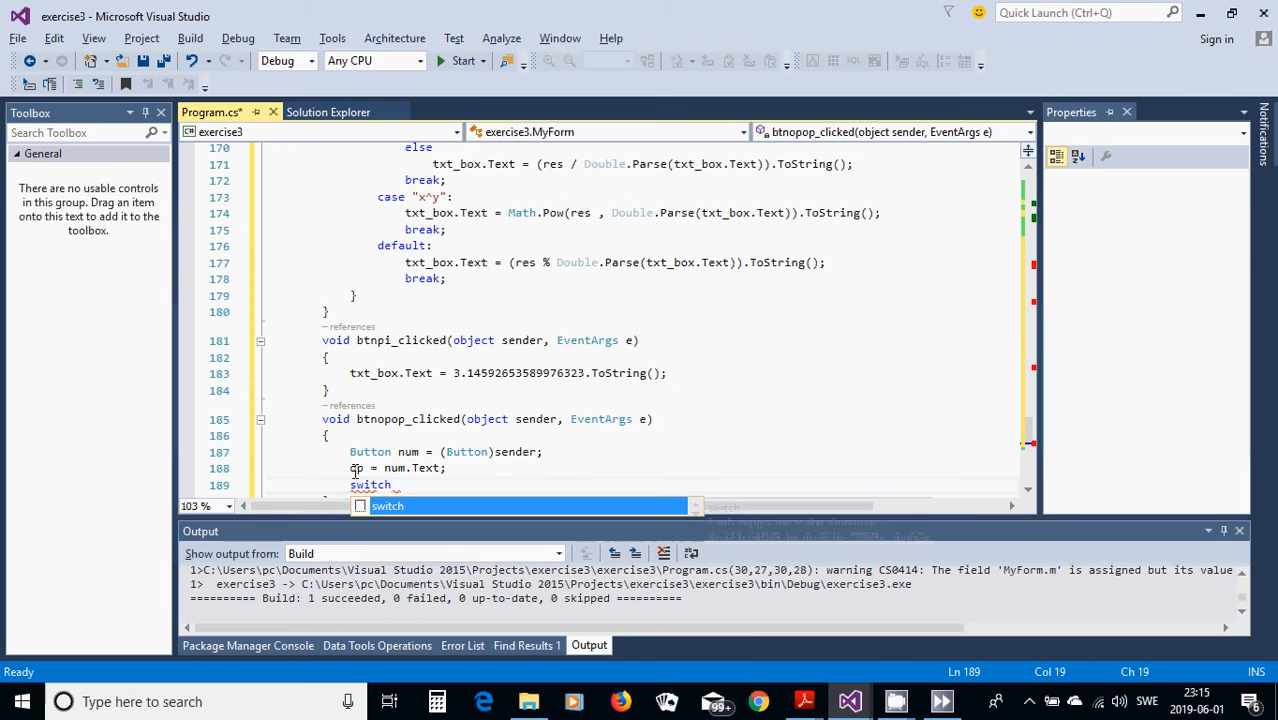 exercise3 - Microsoft Visual Studio
Quick Launch (Ctrl+Q)
File Edit View Project Build Debug Team Tools Architecture Test Analyze Window Help
Sign in
Debug Any CPU Start
Toolbox
Program.cs* Solution Explorer
Properties
Notifications
Search Toolbox
exercise3 exercise3.MyForm btnopop_clicked(object sender, EventArgs e)
General
There are no usable controls
in this group. Drag an item
onto this text to add it to the
toolbox.
170 else
171 txt_box.Text = (res / Double.Parse(txt_box.Text)).ToString();
172 break;
173 case "x^y":
174 txt_box.Text = Math.Pow(res , Double.Parse(txt_box.Text)).ToString();
175 break;
176 default:
177 txt_box.Text = (res % Double.Parse(txt_box.Text)).ToString();
178 break;
179 }
180 }
– references
181 void btnpi_clicked(object sender, EventArgs e)
182 {
183 txt_box.Text = 3.14592653589976323.ToString();
184 }
– references
185 void btnopop_clicked(object sender, EventArgs e)
186 {
187 Button num = (Button)sender;
188 op = num.Text;
189 switch
switch
103 %
Output
Show output from: Build
1>C:\Users\pc\Documents\Visual Studio 2015\Projects\exercise3\exercise3\Program.cs(30,27,30,28): warning CS0414: The field 'MyForm.m' is assigned but its value
1> exercise3 -> C:\Users\pc\Documents\Visual Studio 2015\Projects\exercise3\exercise3\bin\Debug\exercise3.exe
========== Build: 1 succeeded, 0 failed, 0 up-to-date, 0 skipped ==========
Package Manager Console Data Tools Operations Error List Find Results 1 Output
Ready
Ln 189 Col 19 Ch 19 INS
Type here to search
99+
SWE
23:15
2019-06-01
6